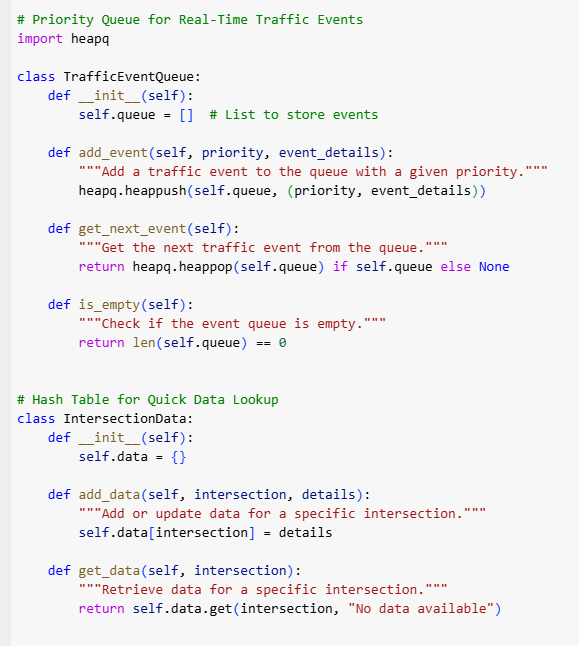 # Priority Queue for Real-Time Traffic Events
import heapq
class TrafficEventQueue:
    def __init__(self):
        self.queue = []  # List to store events
    def add_event(self, priority, event_details):
        """Add a traffic event to the queue with a given priority."""
        heapq.heappush(self.queue, (priority, event_details))
    def get_next_event(self):
        """Get the next traffic event from the queue."""
        return heapq.heappop(self.queue) if self.queue else None
    def is_empty(self):
        """Check if the event queue is empty."""
        return len(self.queue) == 0
# Hash Table for Quick Data Lookup
class IntersectionData:
    def __init__(self):
        self.data = {}
    def add_data(self, intersection, details):
        """Add or update data for a specific intersection."""
        self.data[intersection] = details
    def get_data(self, intersection):
        """Retrieve data for a specific intersection."""
        return self.data.get(intersection, "No data available")